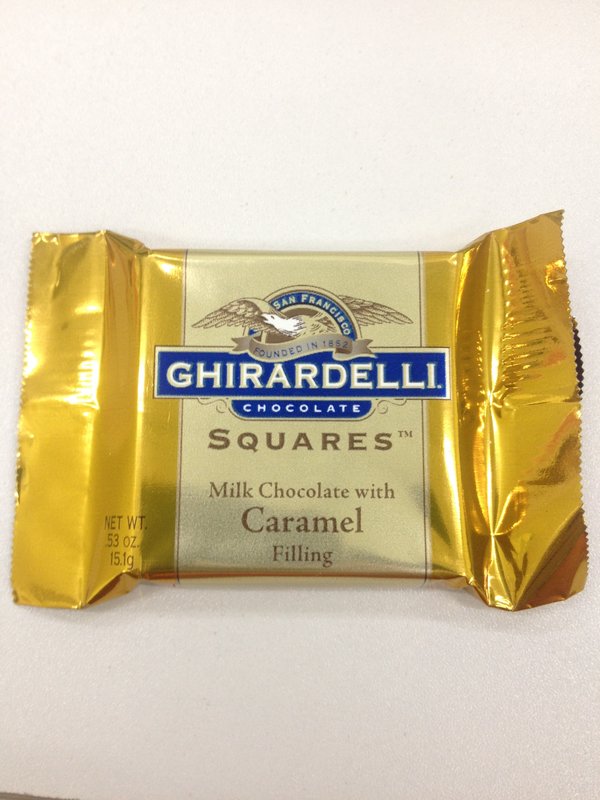 SAN FRANCISCO
FOUNDED IN 1852
GHIRARDELLI
CHOCOLATE
SQUARES™
Milk Chocolate with
Caramel
Filling
NET WT.
.53 oz.
15.1g